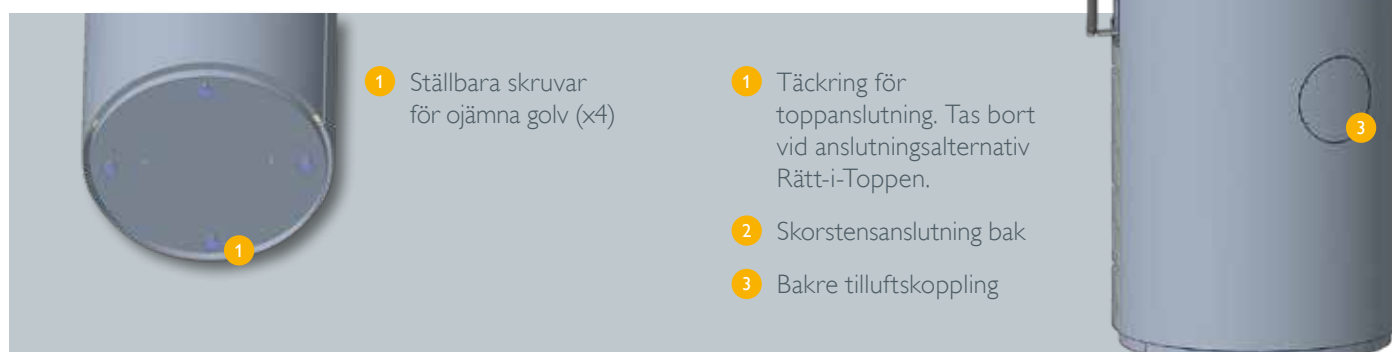 1 Ställbara skruvar
för ojämna golv (x4)
1
1 Täckring för
toppanslutning. Tas bort
vid anslutningsalternativ
Rätt-i-Toppen.
2 Skorstensanslutning bak
3 Bakre tilluftskoppling
3